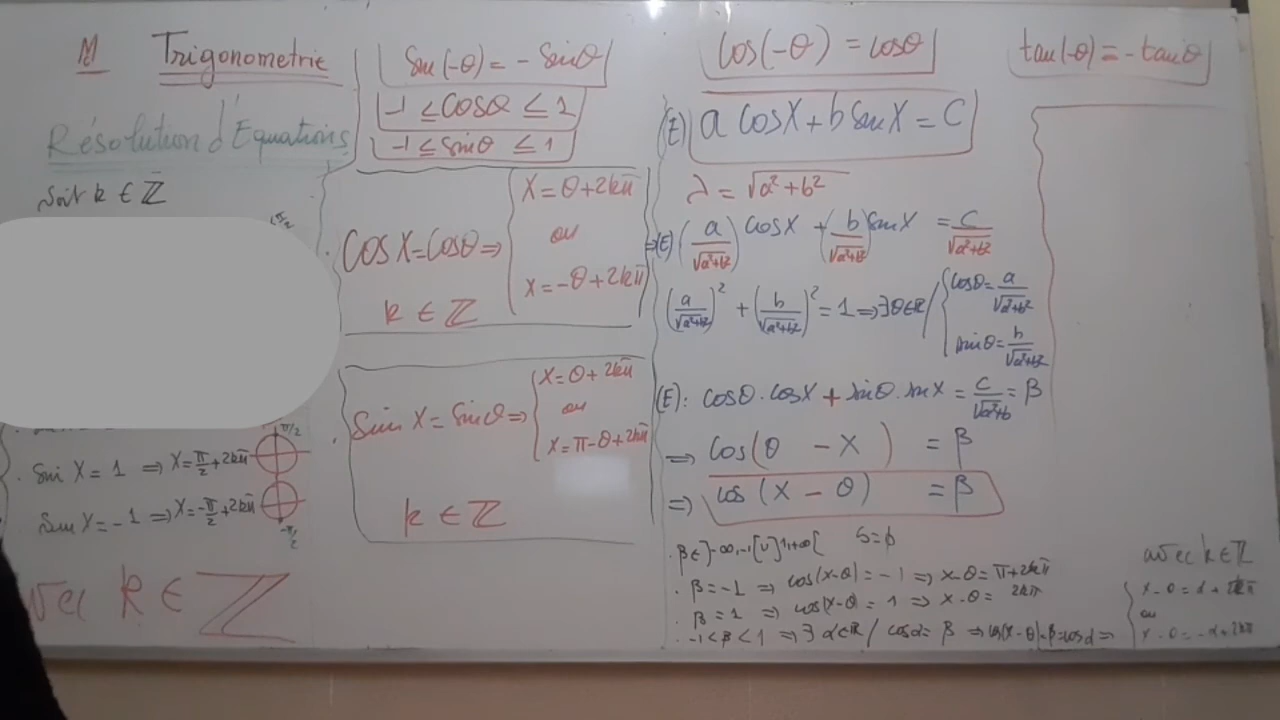 M Trigonometrie
Résolution d'Equations
Soit k ∈ ℤ
π/2
Sin X = 1 ⟹ X = π/2 + 2kπ
π/2
Sin X = -1 ⟹ X = -π/2 + 2kπ
-π/2
avec k ∈ ℤ
Sin(-θ) = - Sinθ
-1 ≤ Cosθ ≤ 1
-1 ≤ sinθ ≤ 1
Cos X = Cosθ ⟹
X = θ + 2kπ
ou
X = -θ + 2kπ
k ∈ ℤ
Sin X = Sinθ ⟹
X = θ + 2kπ
ou
X = π - θ + 2kπ
k ∈ ℤ
Cos(-θ) = cosθ
tan(-θ) = - tanθ
(E) a cosX + b sinX = C
λ = √(a²+b²)
⟹(E) (a/√(a²+b²)) cosX + (b/√(a²+b²)) sinX = C/√(a²+b²)
(a/√(a²+b²))² + (b/√(a²+b²))² = 1 ⟹ ∃θ∈ℝ / { cosθ = a/√(a²+b²)
sinθ = b/√(a²+b²)
(E): cosθ.cosX + sinθ.sinX = C/√(a²+b) = β
⟹ cos(θ - X) = β
⟹ cos(X - θ) = β
. β ∈ ]-∞,-1[ U ]1,+∞[ S = ϕ
. β = -1 ⟹ cos(x-θ) = -1 ⟹ x-θ = π+2kπ
. β = 1 ⟹ cos(x-θ) = 1 ⟹ x-θ = 2kπ
. -1 < β < 1 ⟹ ∃ α∈ℝ / cosα = β ⟹ cos(x-θ) = β = cosα ⟹
avec k ∈ ℤ
x - θ = α + 2kπ
ou
x - θ = -α + 2kπ